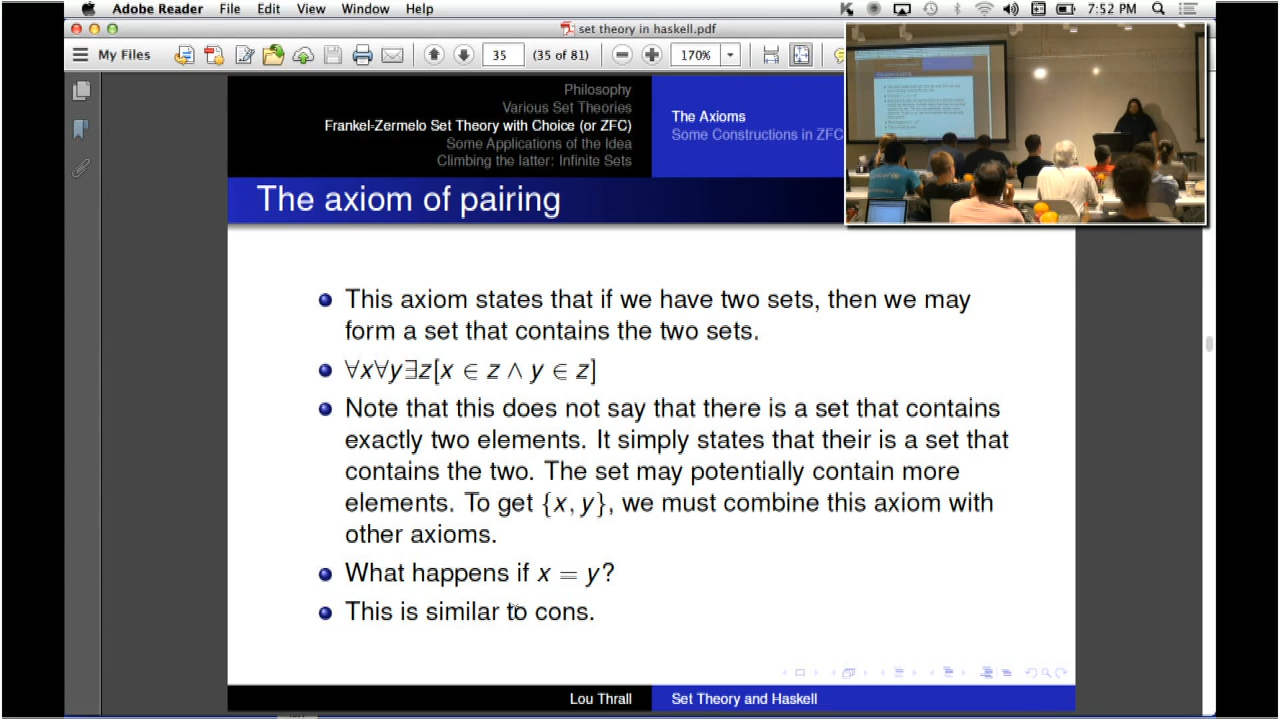 Adobe Reader File Edit View Window Help 7:52 PM
set theory in haskell.pdf
My Files 35 (35 of 81) 170%
Philosophy
Various Set Theories
Frankel-Zermelo Set Theory with Choice (or ZFC)
Some Applications of the Idea
Climbing the latter: Infinite Sets
The Axioms
Some Constructions in ZFC
The axiom of pairing
This axiom states that if we have two sets, then we may
form a set that contains the two sets.
∀x∀y∃z[x ∈ z ∧ y ∈ z]
Note that this does not say that there is a set that contains
exactly two elements. It simply states that their is a set that
contains the two. The set may potentially contain more
elements. To get {x, y}, we must combine this axiom with
other axioms.
What happens if x = y?
This is similar to cons.
Lou Thrall Set Theory and Haskell